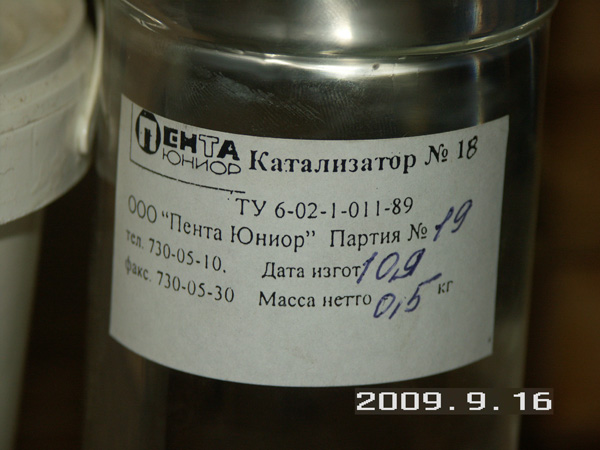 ПЕНТА
ЮНИОР
Катализатор № 18
ТУ 6-02-1-011-89
ООО "Пента Юниор" Партия № 19
тел. 730-05-10. Дата изгот 10,9
факс. 730-05-30 Масса нетто 0,5 кг
2009. 9. 16